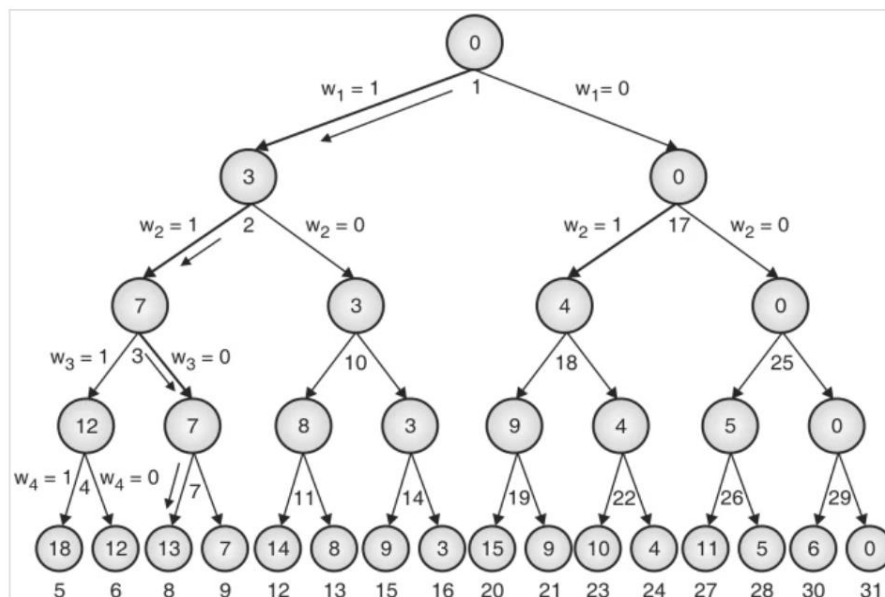 0
w1 = 1 1 w1= 0
3 0
w2 = 1 2 w2 = 0 w2 = 1 17 w2 = 0
7 3 4 0
w3 = 1 3 w3 = 0 10 18 25
12 7 8 3 9 4 5 0
w4 = 1 4 w4 = 0 7 11 14 19 22 26 29
18 12 13 7 14 8 9 3 15 9 10 4 11 5 6 0
5 6 8 9 12 13 15 16 20 21 23 24 27 28 30 31